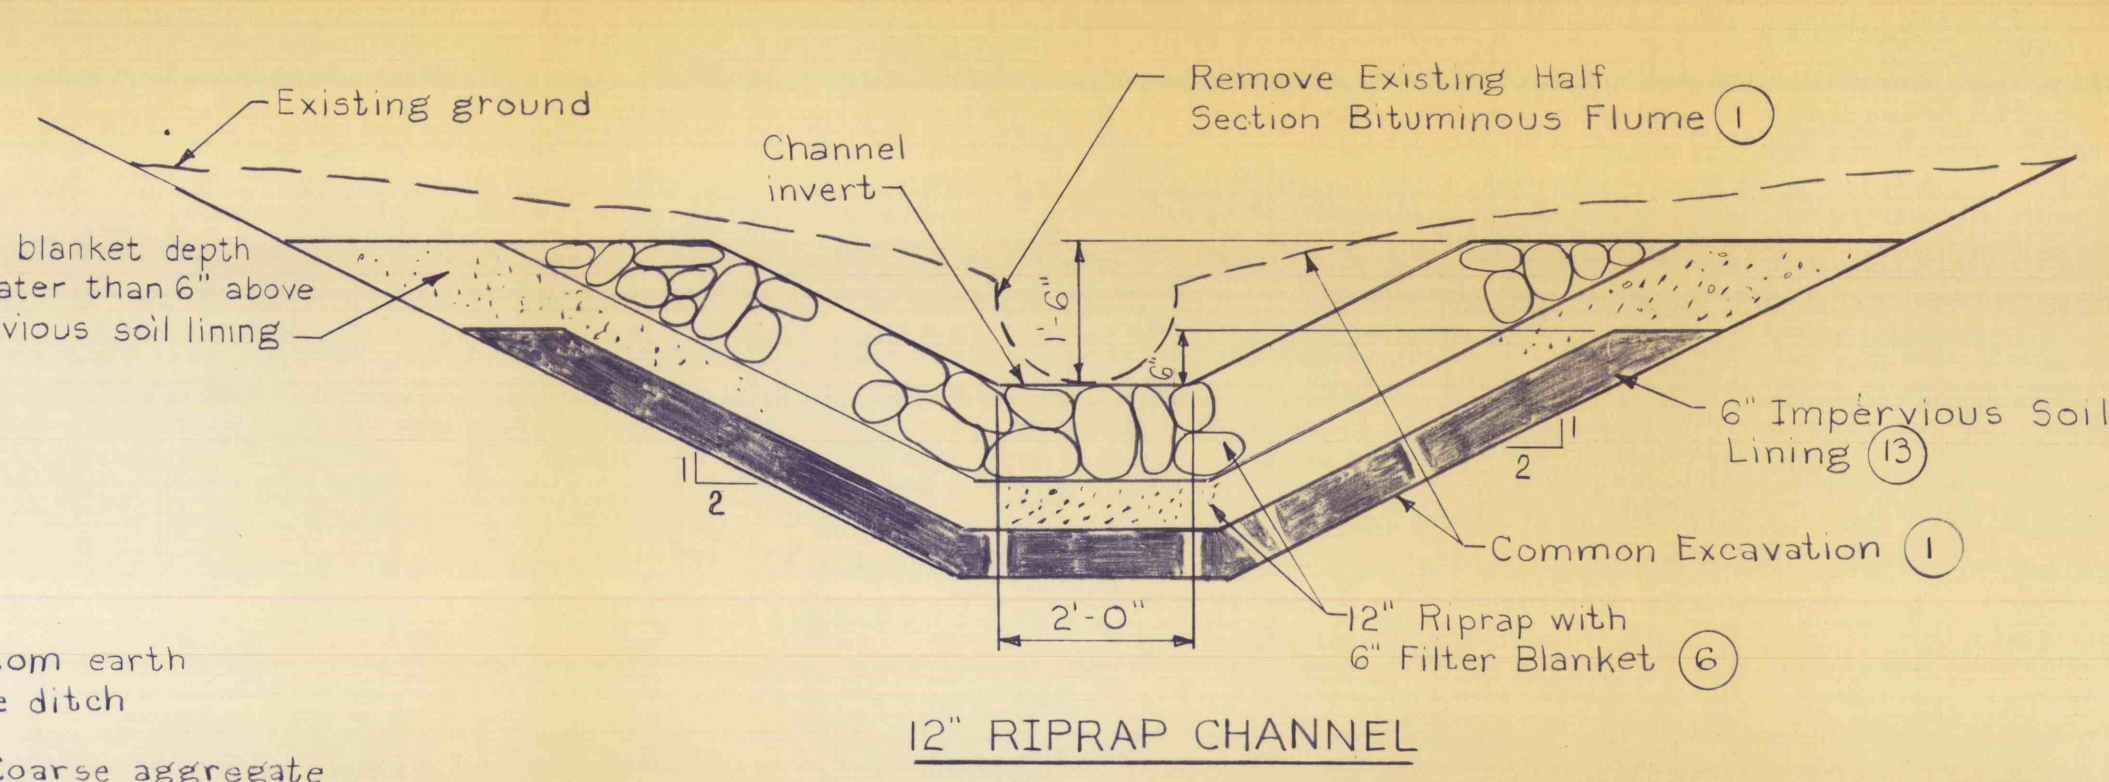 Existing ground
Remove Existing Half
Section Bituminous Flume 1
Channel
invert
blanket depth
ater than 6" above
vious soil lining
1'-6"
6"
6" Impervious Soil
Lining 13
1
2
1
2
Common Excavation 1
2'-0"
12" Riprap with
6" Filter Blanket 6
om earth
e ditch
12" RIPRAP CHANNEL
Coarse aggregate